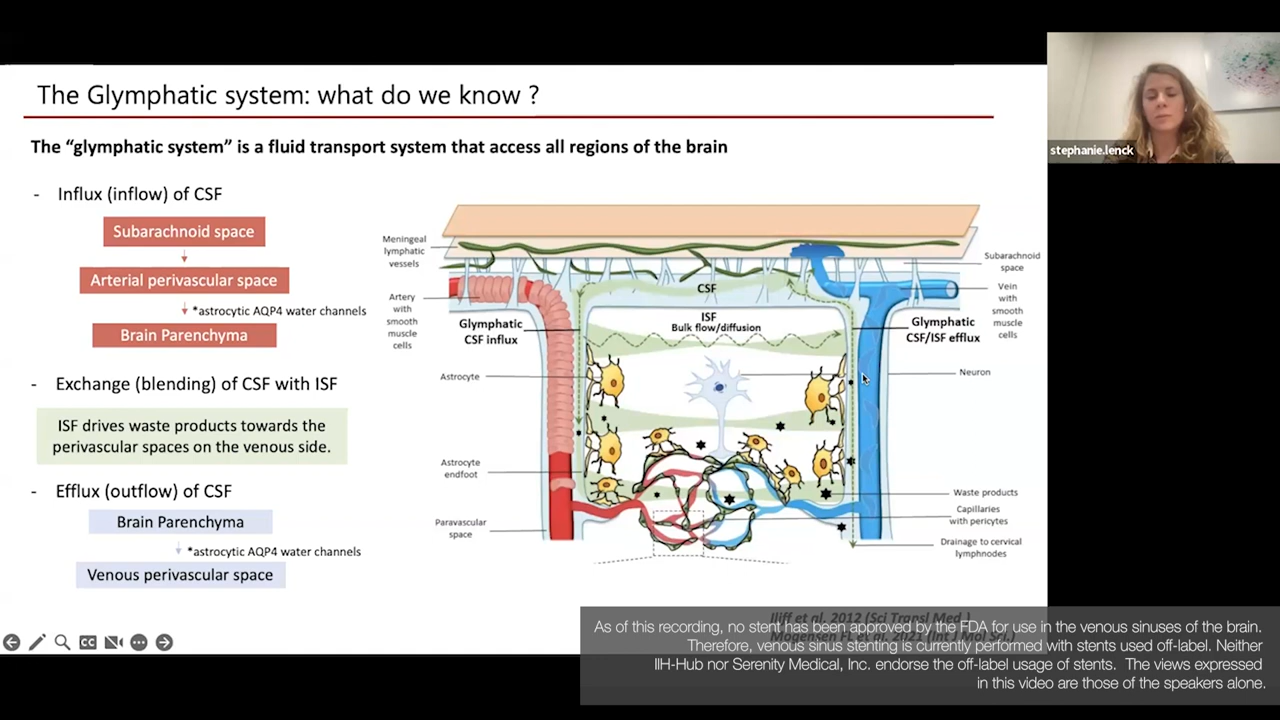 The Glymphatic system: what do we know ?
The “glymphatic system” is a fluid transport system that access all regions of the brain
- Influx (inflow) of CSF
Subarachnoid space
Arterial perivascular space
*astrocytic AQP4 water channels
Brain Parenchyma
- Exchange (blending) of CSF with ISF
ISF drives waste products towards the
perivascular spaces on the venous side.
- Efflux (outflow) of CSF
Brain Parenchyma
*astrocytic AQP4 water channels
Venous perivascular space
Meningeal
lymphatic
vessels
Artery
with
smooth
muscle
cells
Glymphatic
CSF influx
Astrocyte
Astrocyte
endfoot
Paravascular
space
CSF
ISF
Bulk flow/diffusion
Subarachnoid
space
Vein
with
smooth
muscle
cells
Glymphatic
CSF/ISF efflux
Neuron
Waste products
Capillaries
with pericytes
Drainage to cervical
lymphnodes
Iliff et al. 2012 (Sci Transl Med.)
Mogensen FL et al. 2021 (Int J Mol Sci.)
stephanie.lenck
CC
As of this recording, no stent has been approved by the FDA for use in the venous sinuses of the brain.
Therefore, venous sinus stenting is currently performed with stents used off-label. Neither
IIH-Hub nor Serenity Medical, Inc. endorse the off-label usage of stents. The views expressed
in this video are those of the speakers alone.